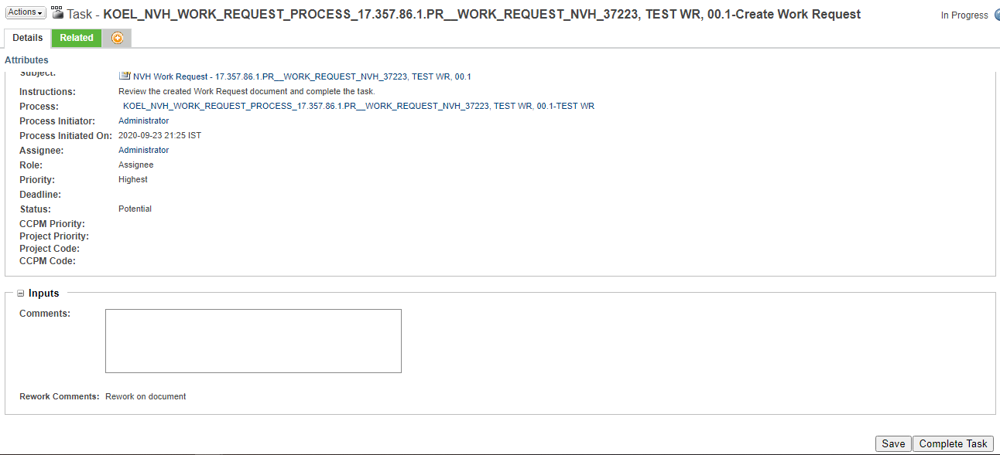 Actions Task - KOEL_NVH_WORK_REQUEST_PROCESS_17.357.86.1.PR__WORK_REQUEST_NVH_37223, TEST WR, 00.1-Create Work Request In Progress
Details Related
Attributes
Subject: NVH Work Request - 17.357.86.1.PR__WORK_REQUEST_NVH_37223, TEST WR, 00.1
Instructions: Review the created Work Request document and complete the task.
Process: KOEL_NVH_WORK_REQUEST_PROCESS_17.357.86.1.PR__WORK_REQUEST_NVH_37223, TEST WR, 00.1-TEST WR
Process Initiator: Administrator
Process Initiated On: 2020-09-23 21:25 IST
Assignee: Administrator
Role: Assignee
Priority: Highest
Deadline:
Status: Potential
CCPM Priority:
Project Priority:
Project Code:
CCPM Code:
Inputs
Comments:
Rework Comments: Rework on document
Save Complete Task